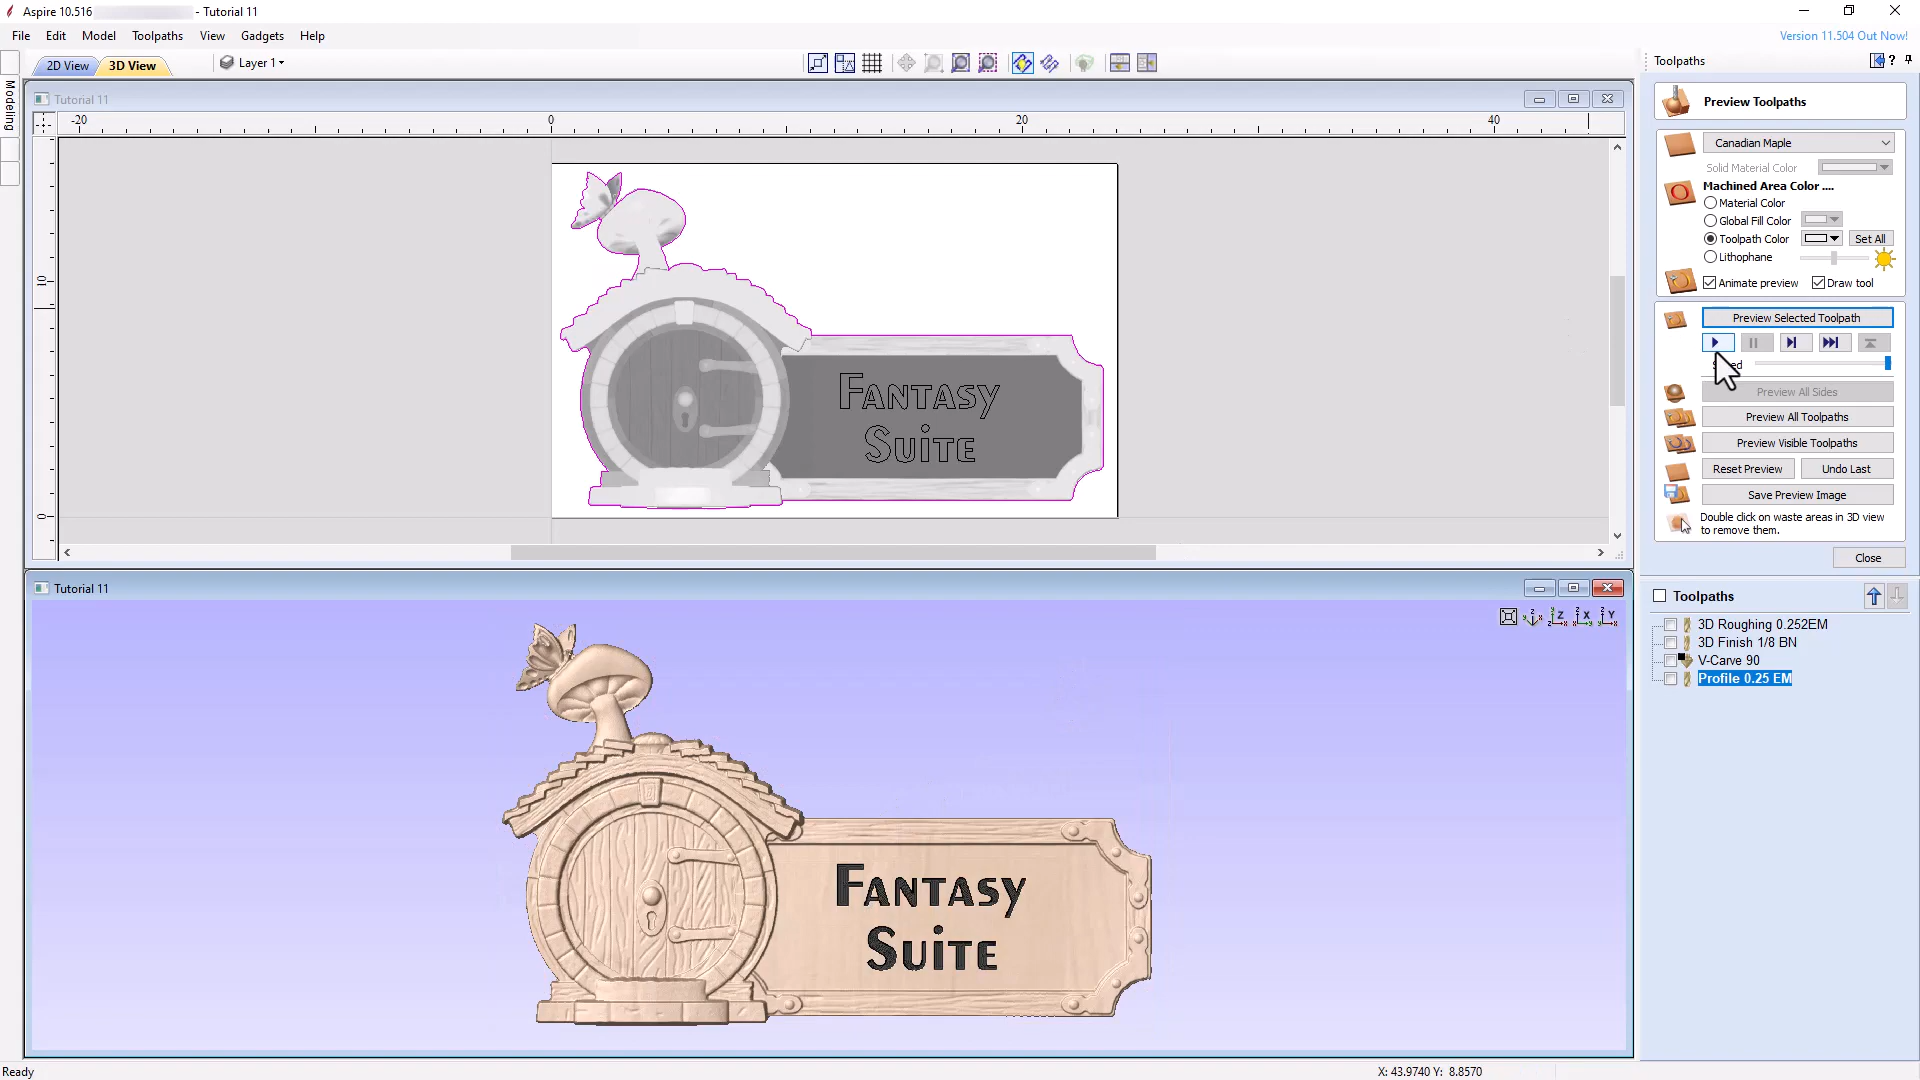 Aspire 10.516 - Tutorial 11
File Edit Model Toolpaths View Gadgets Help
Version 11.504 Out Now!
2D View 3D View Layer 1
Toolpaths
Modeling
Tutorial 11
Preview Toolpaths
-20 0 20 40
Canadian Maple
Solid Material Color
Machined Area Color ....
Material Color
Global Fill Color
Toolpath Color Set All
Lithophane
10
Animate preview Draw tool
Preview Selected Toolpath
Preview All Sides
Fantasy
Suite
Preview All Toolpaths
Preview Visible Toolpaths
Reset Preview Undo Last
Save Preview Image
0
Double click on waste areas in 3D view
to remove them.
Close
Tutorial 11
Toolpaths
3D Roughing 0.252EM
3D Finish 1/8 BN
V-Carve 90
Profile 0.25 EM
Fantasy
Suite
Ready
X: 43.9740 Y: 8.8570